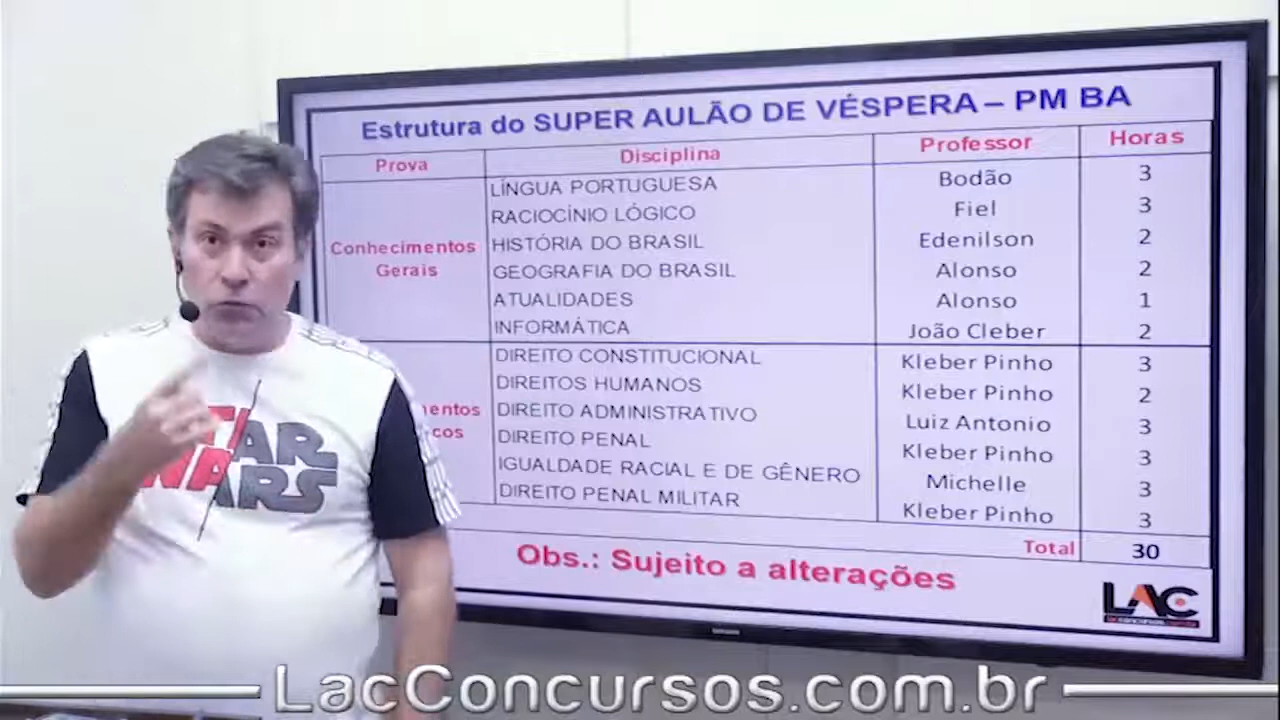 Estrutura do SUPER AULÃO DE VÉSPERA – PM BA
Prova Disciplina Professor Horas
Conhecimentos Gerais
LÍNGUA PORTUGUESA Bodão 3
RACIOCÍNIO LÓGICO Fiel 3
HISTÓRIA DO BRASIL Edenilson 2
GEOGRAFIA DO BRASIL Alonso 2
ATUALIDADES Alonso 1
INFORMÁTICA João Cleber 2
entos
cos
DIREITO CONSTITUCIONAL Kleber Pinho 3
DIREITOS HUMANOS Kleber Pinho 2
DIREITO ADMINISTRATIVO Luiz Antonio 3
DIREITO PENAL Kleber Pinho 3
IGUALDADE RACIAL E DE GÊNERO Michelle 3
DIREITO PENAL MILITAR Kleber Pinho 3
Total 30
Obs.: Sujeito a alterações
LAC
STAR
WARS
LacConcursos.com.br